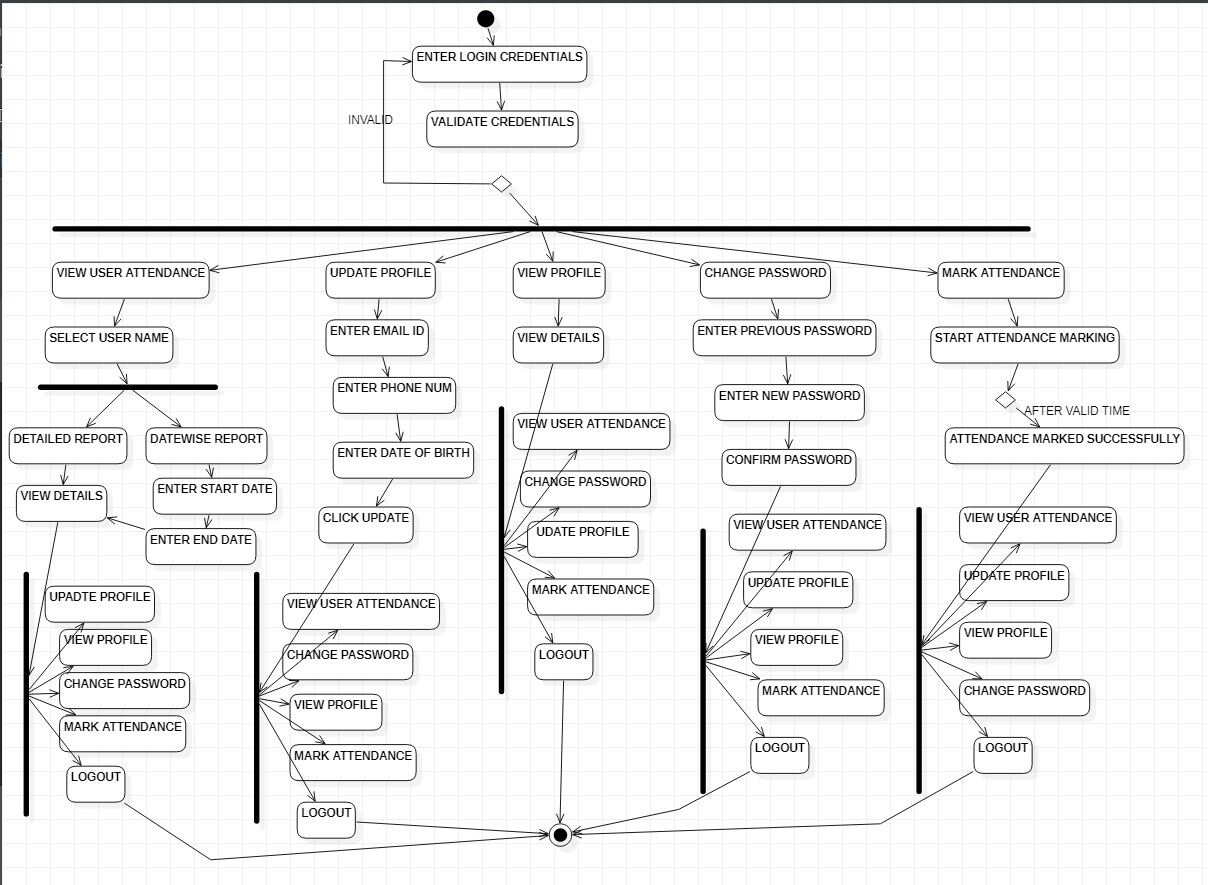 ENTER LOGIN CREDENTIALS
INVALID
VALIDATE CREDENTIALS
VIEW USER ATTENDANCE
UPDATE PROFILE
VIEW PROFILE
CHANGE PASSWORD
MARK ATTENDANCE
SELECT USER NAME
ENTER EMAIL ID
VIEW DETAILS
ENTER PREVIOUS PASSWORD
START ATTENDANCE MARKING
ENTER PHONE NUM
ENTER NEW PASSWORD
AFTER VALID TIME
DETAILED REPORT
DATEWISE REPORT
ENTER DATE OF BIRTH
VIEW USER ATTENDANCE
CONFIRM PASSWORD
ATTENDANCE MARKED SUCCESSFULLY
VIEW DETAILS
ENTER START DATE
CLICK UPDATE
CHANGE PASSWORD
ENTER END DATE
UDATE PROFILE
VIEW USER ATTENDANCE
VIEW USER ATTENDANCE
UPADTE PROFILE
VIEW USER ATTENDANCE
MARK ATTENDANCE
UPDATE PROFILE
UPDATE PROFILE
VIEW PROFILE
CHANGE PASSWORD
LOGOUT
VIEW PROFILE
VIEW PROFILE
CHANGE PASSWORD
VIEW PROFILE
MARK ATTENDANCE
CHANGE PASSWORD
MARK ATTENDANCE
MARK ATTENDANCE
LOGOUT
LOGOUT
LOGOUT
LOGOUT